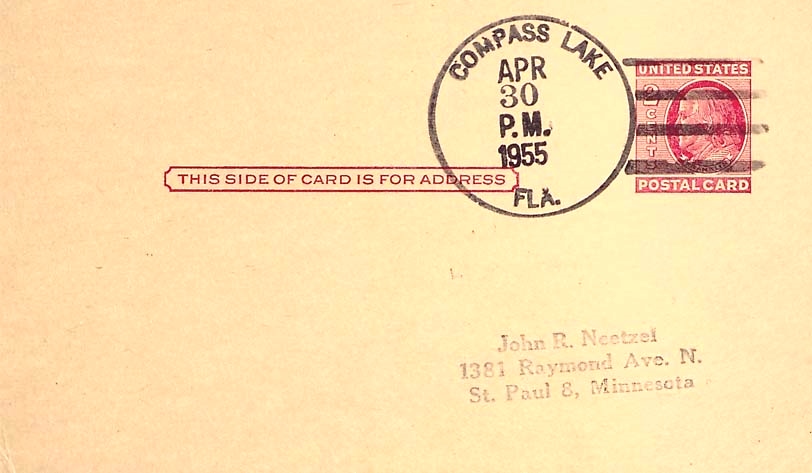 COMPASS LAKE
APR
30
P.M.
1955
FLA.
UNITED STATES
2 CENTS
POSTAL CARD
THIS SIDE OF CARD IS FOR ADDRESS
John R. Neetzel
1381 Raymond Ave. N.
St. Paul 8, Minnesota